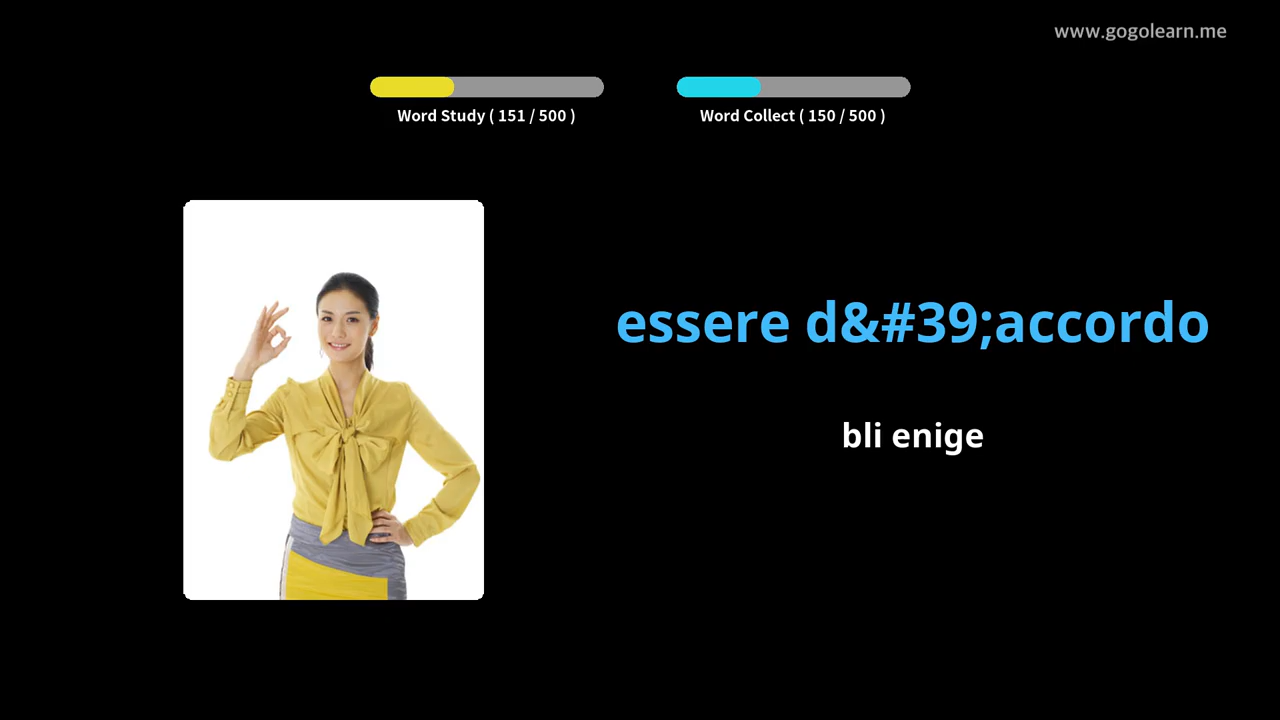 www.gogolearn.me
Word Study ( 151 / 500 )
Word Collect ( 150 / 500 )
essere d&#39;accordo
bli enige